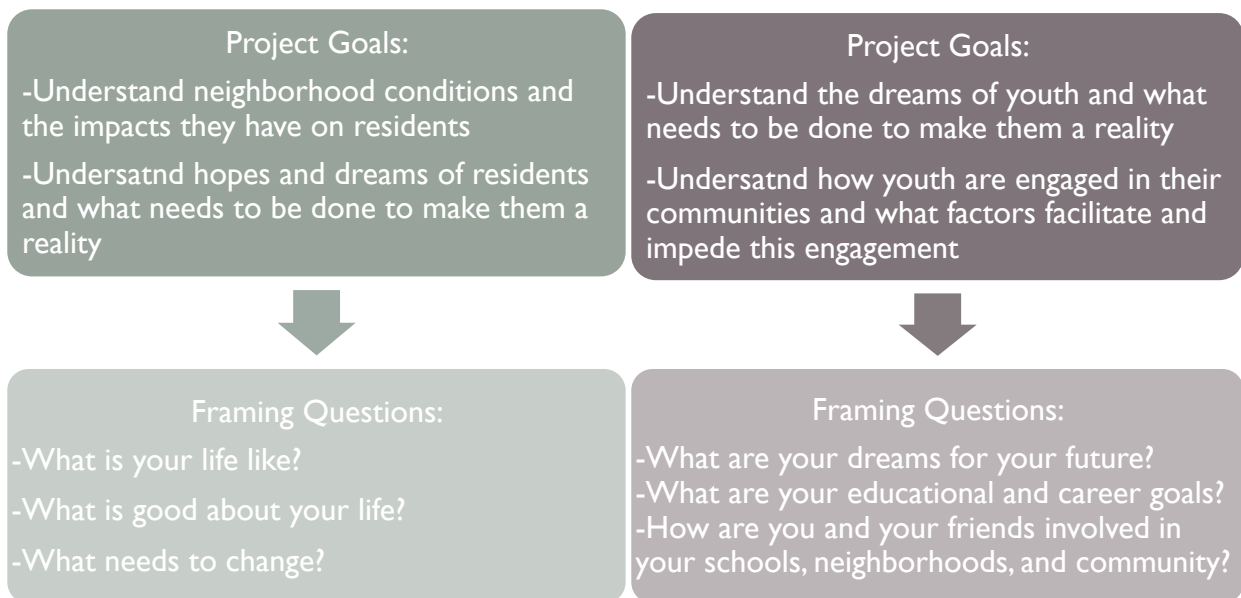 Project Goals:
-Understand neighborhood conditions and
the impacts they have on residents
-Undersatnd hopes and dreams of residents
and what needs to be done to make them a
reality
Framing Questions:
-What is your life like?
-What is good about your life?
-What needs to change?
Project Goals:
-Understand the dreams of youth and what
needs to be done to make them a reality
-Undersatnd how youth are engaged in their
communities and what factors facilitate and
impede this engagement
Framing Questions:
-What are your dreams for your future?
-What are your educational and career goals?
-How are you and your friends involved in
your schools, neighborhoods, and community?